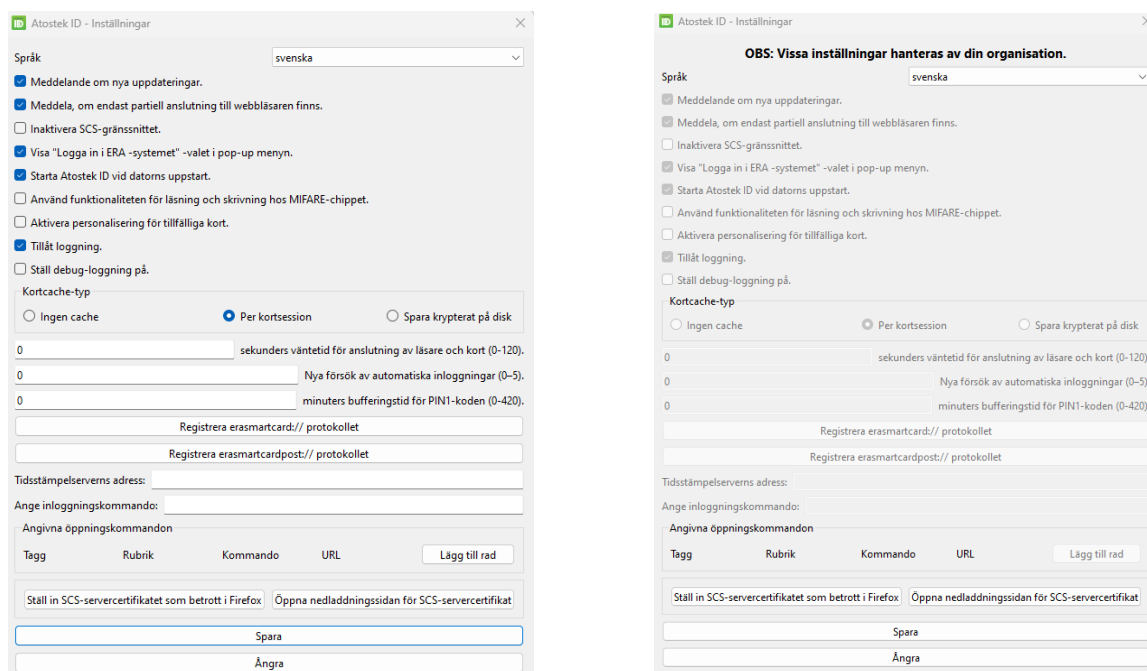 Atostek ID - Inställningar
Språk
svenska
Meddelande om nya uppdateringar.
Meddela, om endast partiell anslutning till webbläsaren finns.
Inaktivera SCS-gränssnittet.
Visa "Logga in i ERA -systemet" -valet i pop-up menyn.
Starta Atostek ID vid datorns uppstart.
Använd funktionaliteten för läsning och skrivning hos MIFARE-chippet.
Aktivera personalisering för tillfälliga kort.
Tillåt loggning.
Ställ debug-loggning på.
Kortcache-typ
Ingen cache Per kortsession Spara krypterat på disk
0 sekunders väntetid för anslutning av läsare och kort (0-120).
0 Nya försök av automatiska inloggningar (0–5).
0 minuters bufferingstid för PIN1-koden (0-420).
Registrera erasmartcard:// protokollet
Registrera erasmartcardpost:// protokollet
Tidsstämpelserverns adress:
Ange inloggningskommando:
Angivna öppningskommandon
Tagg Rubrik Kommando URL Lägg till rad
Ställ in SCS-servercertifikatet som betrott i Firefox Öppna nedladdningssidan för SCS-servercertifikat
Spara
Ångra
Atostek ID - Inställningar
OBS: Vissa inställningar hanteras av din organisation.
Språk
svenska
Meddelande om nya uppdateringar.
Meddela, om endast partiell anslutning till webbläsaren finns.
Inaktivera SCS-gränssnittet.
Visa "Logga in i ERA -systemet" -valet i pop-up menyn.
Starta Atostek ID vid datorns uppstart.
Använd funktionaliteten för läsning och skrivning hos MIFARE-chippet.
Aktivera personalisering för tillfälliga kort.
Tillåt loggning.
Ställ debug-loggning på.
Kortcache-typ
Ingen cache Per kortsession Spara krypterat på disk
0 sekunders väntetid för anslutning av läsare och kort (0-120)
0 Nya försök av automatiska inloggningar (0–5)
0 minuters bufferingstid för PIN1-koden (0-420)
Registrera erasmartcard:// protokollet
Registrera erasmartcardpost:// protokollet
Tidsstämpelserverns adress:
Ange inloggningskommando:
Angivna öppningskommandon
Tagg Rubrik Kommando URL Lägg till rad
Ställ in SCS-servercertifikatet som betrott i Firefox Öppna nedladdningssidan för SCS-servercertifikat
Spara
Ångra